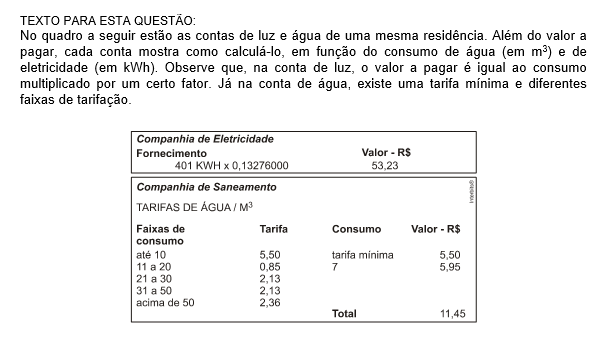 TEXTO PARA ESTA QUESTÃO:
No quadro a seguir estão as contas de luz e água de uma mesma residência. Além do valor a
pagar, cada conta mostra como calculá-lo, em função do consumo de água (em m³) e de
eletricidade (em kWh). Observe que, na conta de luz, o valor a pagar é igual ao consumo
multiplicado por um certo fator. Já na conta de água, existe uma tarifa mínima e diferentes
faixas de tarifação.
Companhia de Eletricidade
Fornecimento Valor - R$
401 KWH x 0,13276000 53,23
Companhia de Saneamento
TARIFAS DE ÁGUA / M³
Faixas de Tarifa Consumo Valor - R$
consumo
até 10 5,50 tarifa mínima 5,50
11 a 20 0,85 7 5,95
21 a 30 2,13
31 a 50 2,13
acima de 50 2,36
Total 11,45